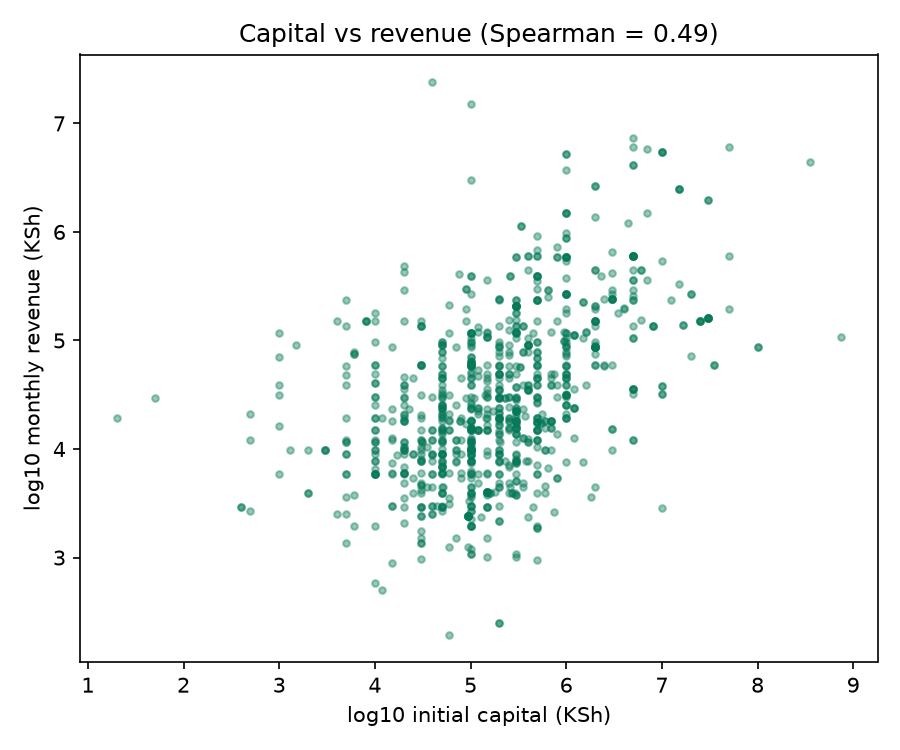 Capital vs revenue (Spearman = 0.49)
log10 monthly revenue (KSh)
7
6
5
4
3
1 2 3 4 5 6 7 8 9
log10 initial capital (KSh)